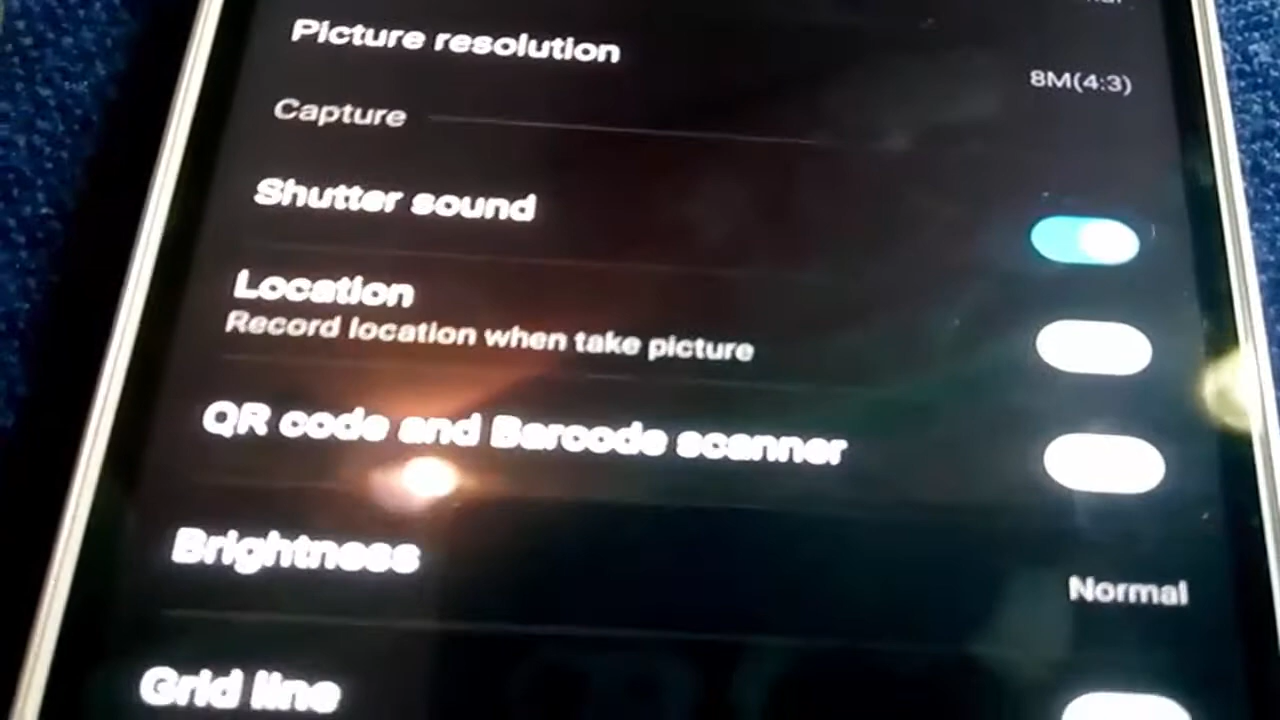 Picture resolution
8M(4:3)
Capture
Shutter sound
Location
Record location when take picture
QR code and Barcode scanner
Brightness
Normal
Grid line